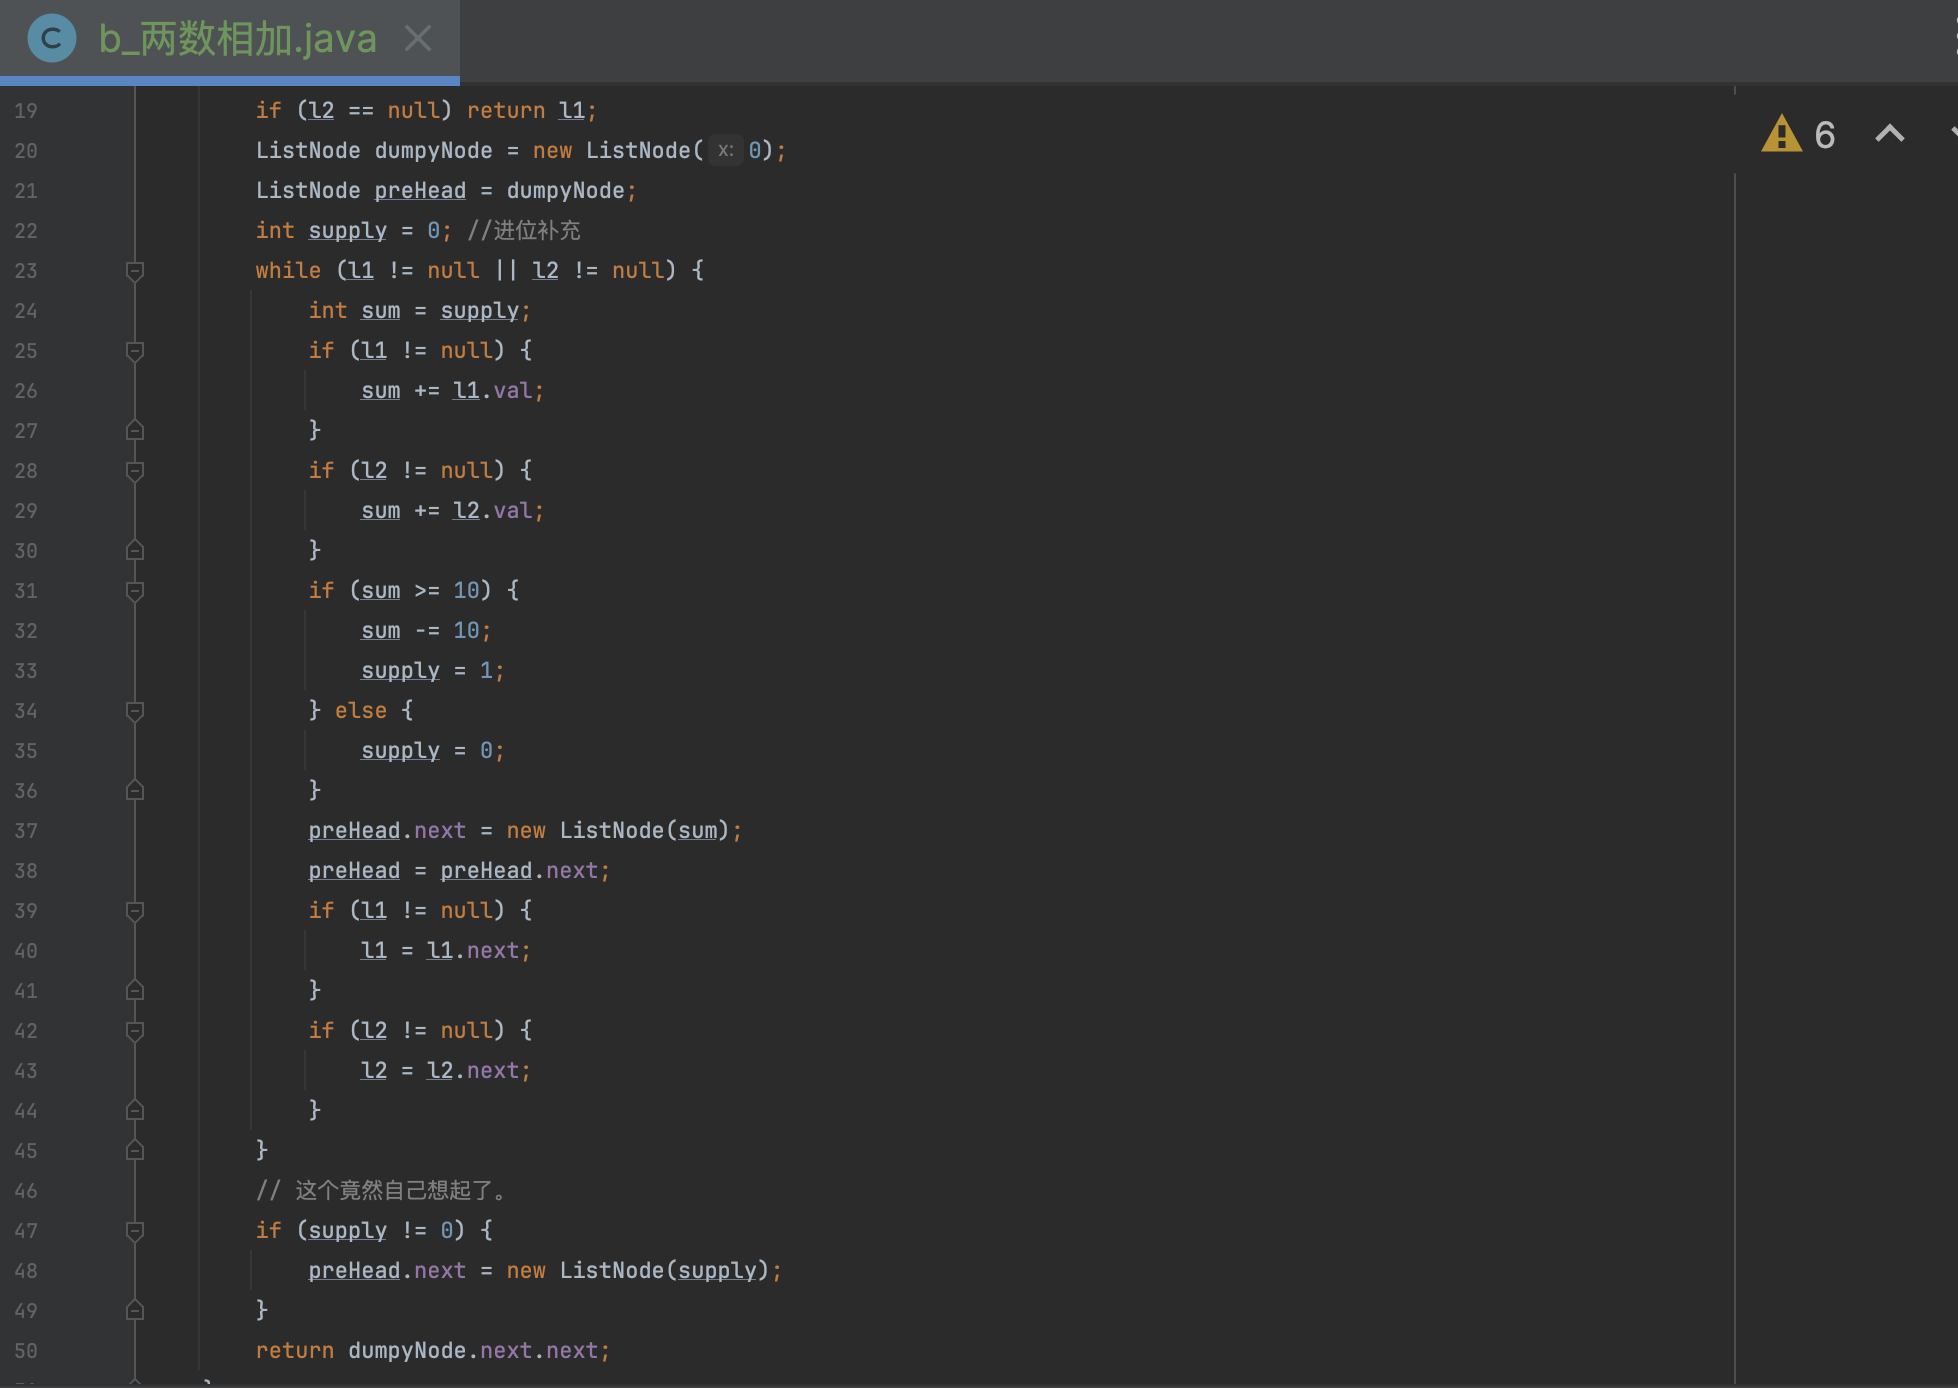 C b_两数相加.java
6
19 if (l2 == null) return l1;
20 ListNode dumpyNode = new ListNode( x: 0);
21 ListNode preHead = dumpyNode;
22 int supply = 0; //进位补充
23 while (l1 != null || l2 != null) {
24 int sum = supply;
25 if (l1 != null) {
26 sum += l1.val;
27 }
28 if (l2 != null) {
29 sum += l2.val;
30 }
31 if (sum >= 10) {
32 sum -= 10;
33 supply = 1;
34 } else {
35 supply = 0;
36 }
37 preHead.next = new ListNode(sum);
38 preHead = preHead.next;
39 if (l1 != null) {
40 l1 = l1.next;
41 }
42 if (l2 != null) {
43 l2 = l2.next;
44 }
45 }
46 // 这个竟然自己想起了。
47 if (supply != 0) {
48 preHead.next = new ListNode(supply);
49 }
50 return dumpyNode.next.next;